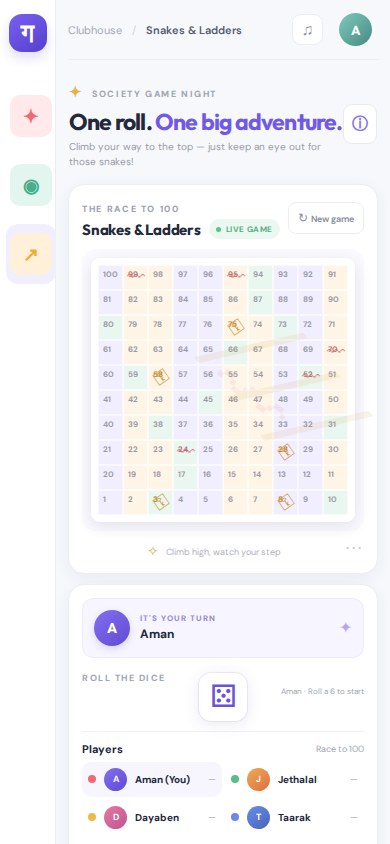 ग
Clubhouse / Snakes & Ladders
A
SOCIETY GAME NIGHT
One roll. One big adventure.
Climb your way to the top — just keep an eye out for
those snakes!
THE RACE TO 100
Snakes & Ladders
LIVE GAME
New game
100 99 98 97 96 95 94 93 92 91
81 82 83 84 85 86 87 88 89 90
80 79 78 77 76 75 74 73 72 71
61 62 63 64 65 66 67 68 69 70
60 59 58 57 56 55 54 53 52 51
41 42 43 44 45 46 47 48 49 50
40 39 38 37 36 35 34 33 32 31
21 22 23 24 25 26 27 28 29 30
20 19 18 17 16 15 14 13 12 11
1 2 3 4 5 6 7 8 9 10
Climb high, watch your step
A
IT'S YOUR TURN
Aman
ROLL THE DICE
Aman · Roll a 6 to start
Players
Race to 100
A Aman (You) —
J Jethalal —
D Dayaben —
T Taarak —